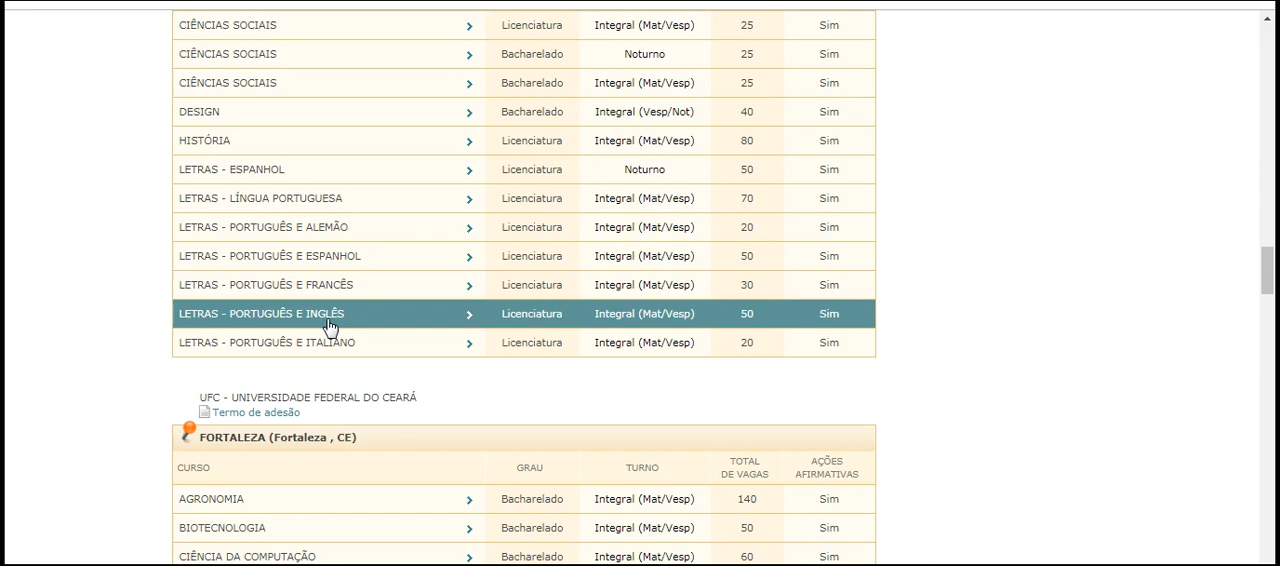 CIÊNCIAS SOCIAIS Licenciatura Integral (Mat/Vesp) 25 Sim
CIÊNCIAS SOCIAIS Bacharelado Noturno 25 Sim
CIÊNCIAS SOCIAIS Bacharelado Integral (Mat/Vesp) 25 Sim
DESIGN Bacharelado Integral (Vesp/Not) 40 Sim
HISTÓRIA Licenciatura Integral (Mat/Vesp) 80 Sim
LETRAS - ESPANHOL Licenciatura Noturno 50 Sim
LETRAS - LÍNGUA PORTUGUESA Licenciatura Integral (Mat/Vesp) 70 Sim
LETRAS - PORTUGUÊS E ALEMÃO Licenciatura Integral (Mat/Vesp) 20 Sim
LETRAS - PORTUGUÊS E ESPANHOL Licenciatura Integral (Mat/Vesp) 50 Sim
LETRAS - PORTUGUÊS E FRANCÊS Licenciatura Integral (Mat/Vesp) 30 Sim
LETRAS - PORTUGUÊS E INGLÊS Licenciatura Integral (Mat/Vesp) 50 Sim
LETRAS - PORTUGUÊS E ITALIANO Licenciatura Integral (Mat/Vesp) 20 Sim
UFC - UNIVERSIDADE FEDERAL DO CEARÁ
Termo de adesão
FORTALEZA (Fortaleza , CE)
CURSO GRAU TURNO TOTAL DE VAGAS AÇÕES AFIRMATIVAS
AGRONOMIA Bacharelado Integral (Mat/Vesp) 140 Sim
BIOTECNOLOGIA Bacharelado Integral (Mat/Vesp) 50 Sim
CIÊNCIA DA COMPUTAÇÃO Bacharelado Integral (Mat/Vesp) 60 Sim